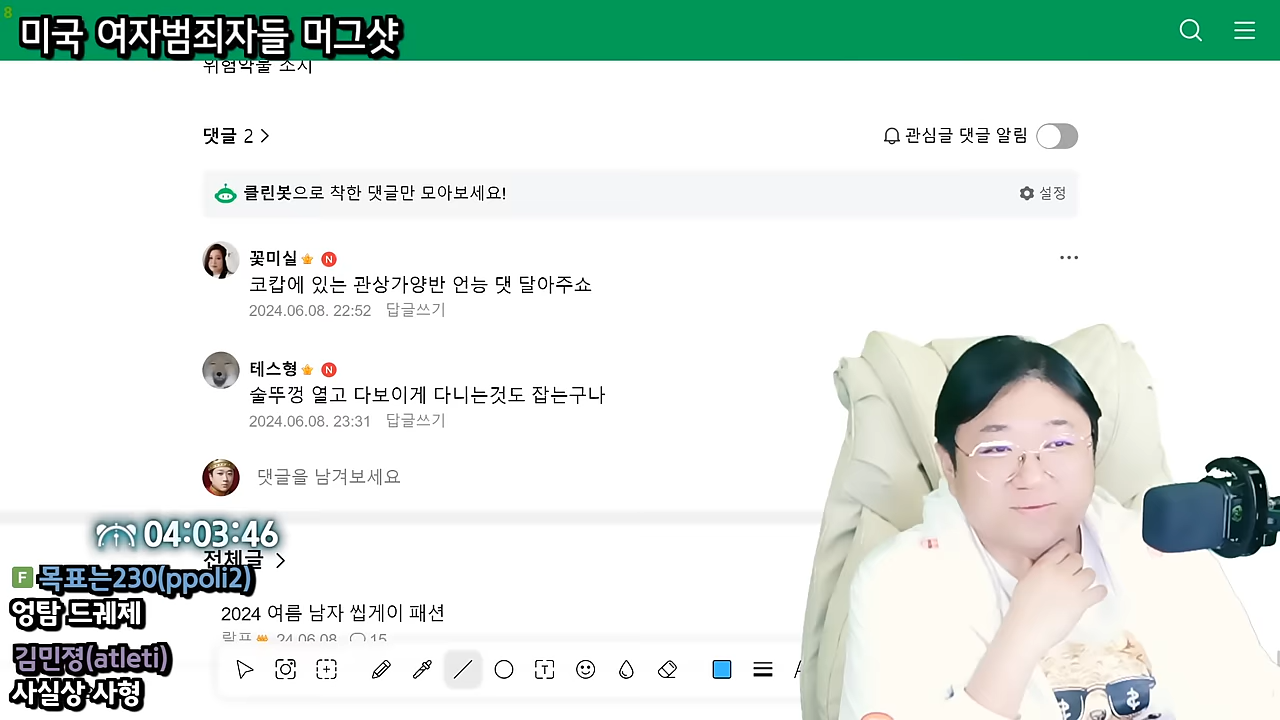 8
미국 여자범죄자들 머그샷
위험약물 소지
댓글 2
관심글 댓글 알림
클린봇으로 착한 댓글만 모아보세요!
설정
꽃미실 N
코캅에 있는 관상가양반 언능 댓 달아주쇼
2024.06.08. 22:52 답글쓰기
테스형 N
술뚜껑 열고 다보이게 다니는것도 잡는구나
2024.06.08. 23:31 답글쓰기
댓글을 남겨보세요
04:03:46
전체글
F 목표는230(ppoli2)
엉탐 드궤제
2024 여름 남자 씹게이 패션
24.06.08 15
김민졍(atleti)
사실상 사형
T